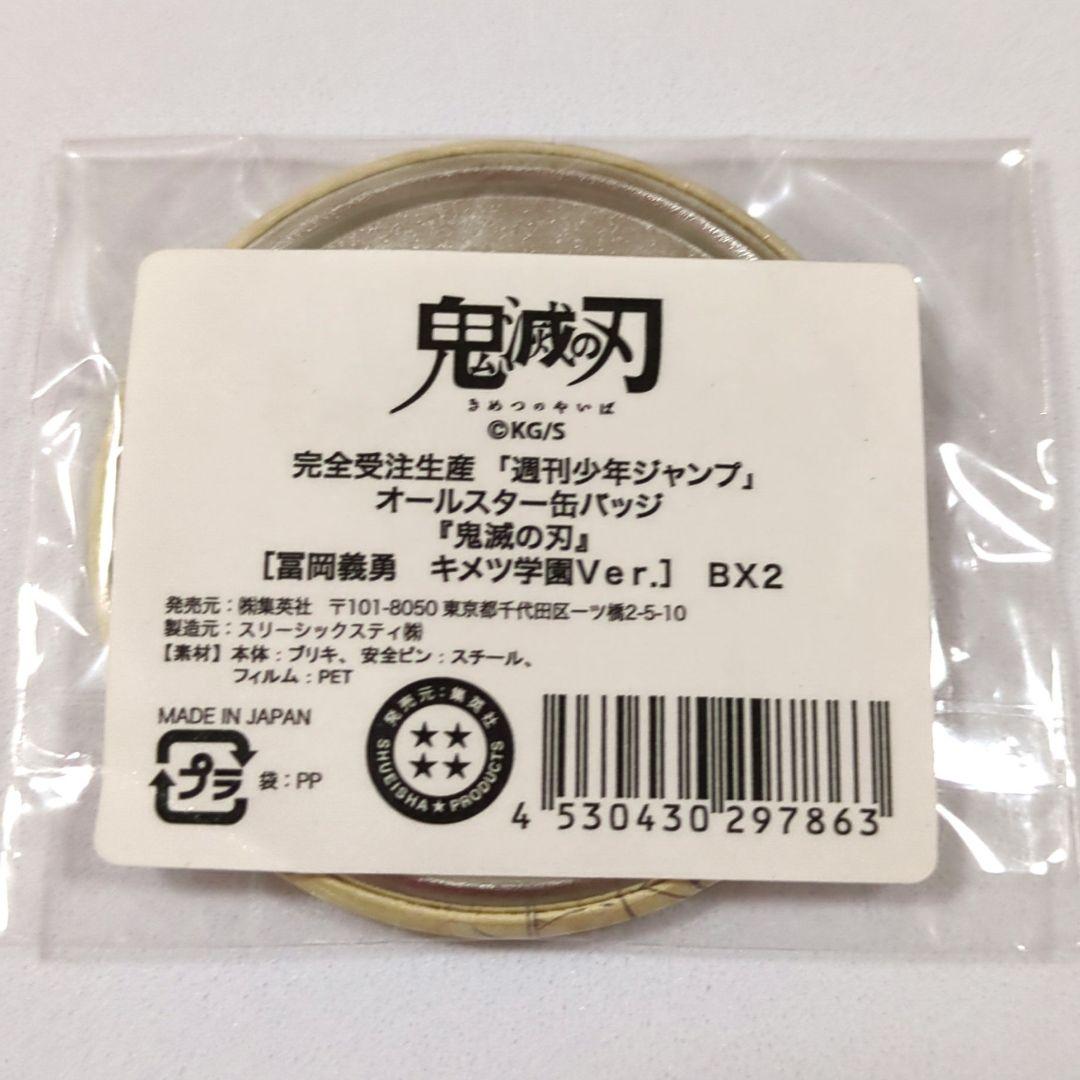 鬼滅の刃
きめつのやいば
©KG/S
完全受注生産 「週刊少年ジャンプ」
オールスター缶バッジ
『鬼滅の刃』
［冨岡義勇　キメツ学園Ver.］　BX2
発売元：㈱集英社　〒101-8050 東京都千代田区一ツ橋2-5-10
製造元：スリーシックスティ㈱
【素材】本体：ブリキ、安全ピン：スチール、
フィルム：PET
MADE IN JAPAN
プラ
袋：PP
発売元：集英社
SHUEISHA★PRODUCTS
4 530430 297863